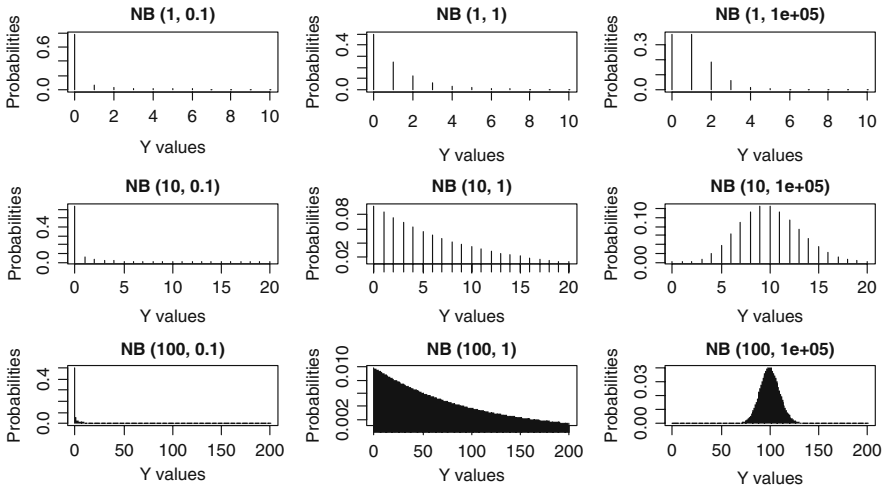 NB (1, 0.1)
Probabilities
0.0 0.6
0 2 4 6 8 10
Y values
NB (1, 1)
Probabilities
0.0 0.4
0 2 4 6 8 10
Y values
NB (1, 1e+05)
Probabilities
0.0 0.3
0 2 4 6 8 10
Y values
NB (10, 0.1)
Probabilities
0.0 0.4
0 5 10 15 20
Y values
NB (10, 1)
Probabilities
0.02 0.08
0 5 10 15 20
Y values
NB (10, 1e+05)
Probabilities
0.00 0.10
0 5 10 15 20
Y values
NB (100, 0.1)
Probabilities
0.0 0.4
0 50 100 150 200
Y values
NB (100, 1)
Probabilities
0.002 0.010
0 50 100 150 200
Y values
NB (100, 1e+05)
Probabilities
0.00 0.03
0 50 100 150 200
Y values